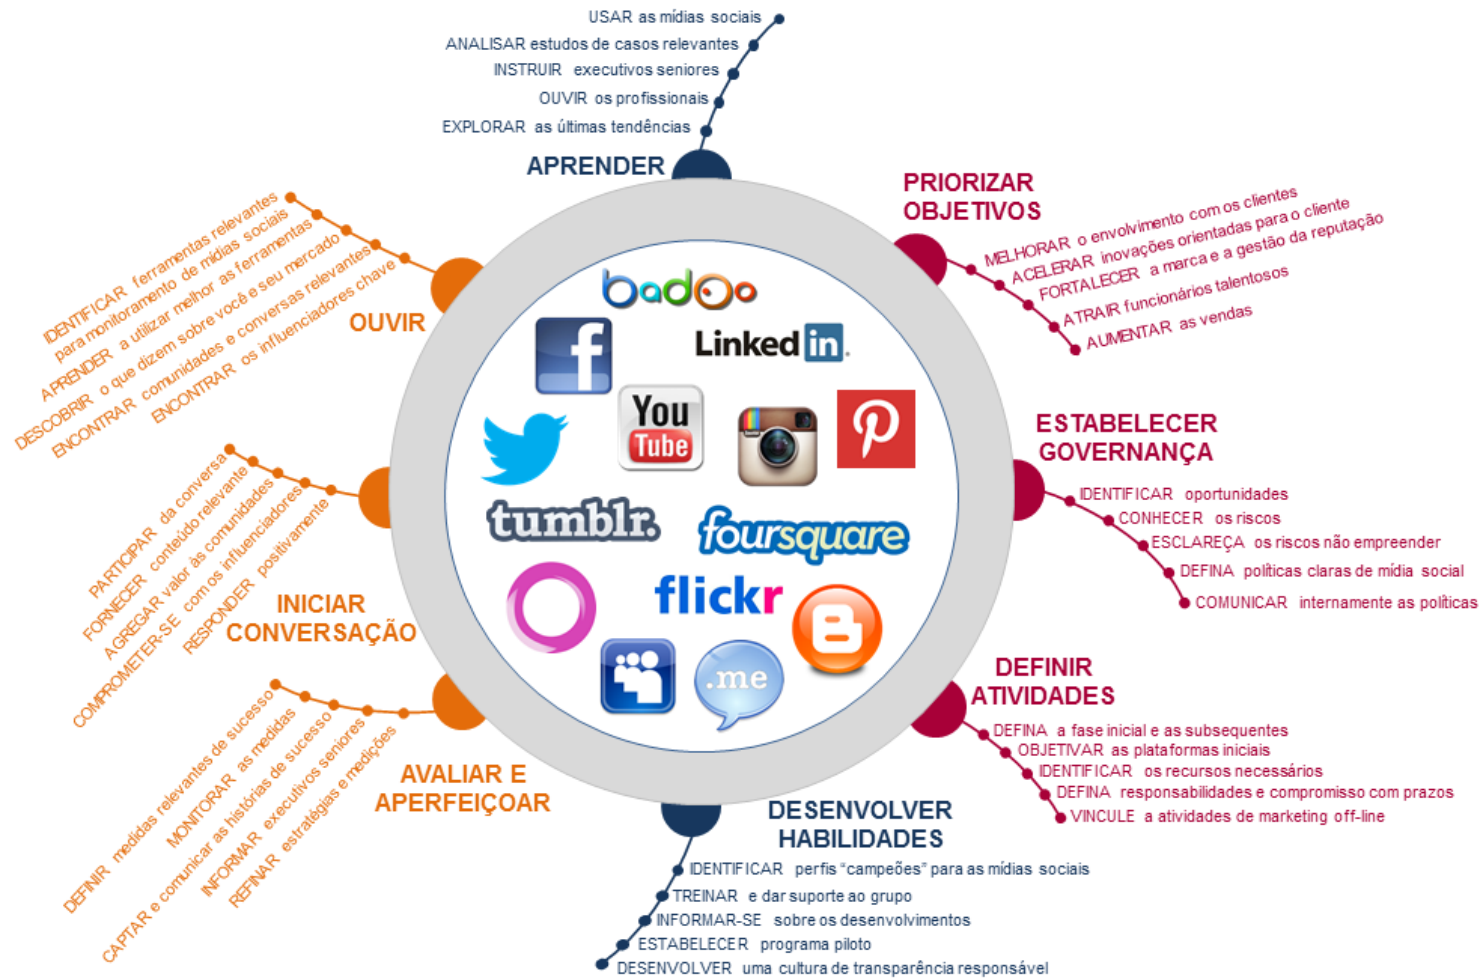 USAR as mídias sociais
ANALISAR estudos de casos relevantes
INSTRUIR executivos seniores
OUVIR os profissionais
EXPLORAR as últimas tendências
APRENDER
PRIORIZAR
OBJETIVOS
MELHORAR o envolvimento com os clientes
ACELERAR inovações orientadas para o cliente
FORTALECER a marca e a gestão da reputação
ATRAIR funcionários talentosos
AUMENTAR as vendas
ESTABELECER
GOVERNANÇA
IDENTIFICAR oportunidades
CONHECER os riscos
ESCLAREÇA os riscos não empreender
DEFINA políticas claras de mídia social
COMUNICAR internamente as políticas
DEFINIR
ATIVIDADES
DEFINA a fase inicial e as subsequentes
OBJETIVAR as plataformas iniciais
IDENTIFICAR os recursos necessários
DEFINA responsabilidades e compromisso com prazos
VINCULE a atividades de marketing off-line
DESENVOLVER
HABILIDADES
IDENTIFICAR perfis “campeões” para as mídias sociais
TREINAR e dar suporte ao grupo
INFORMAR-SE sobre os desenvolvimentos
ESTABELECER programa piloto
DESENVOLVER uma cultura de transparência responsável
AVALIAR E
APERFEIÇOAR
DEFINIR medidas relevantes de sucesso
MONITORAR as medidas
CAPTAR e comunicar as histórias de sucesso
INFORMAR executivos seniores
REFINAR estratégias e medições
INICIAR
CONVERSAÇÃO
PARTICIPAR da conversa
FORNECER conteúdo relevante
AGREGAR valor às comunidades
COMPROMETER-SE com os influenciadores
RESPONDER positivamente
OUVIR
IDENTIFICAR ferramentas relevantes
para monitoramento de mídias sociais
APRENDER a utilizar melhor as ferramentas
DESCOBRIR o que dizem sobre você e seu mercado
ENCONTRAR comunidades e conversas relevantes
ENCONTRAR os influenciadores chave
badoo
f
Linked in.
You
Tube
P
tumblr.
foursquare
flickr
B
.me